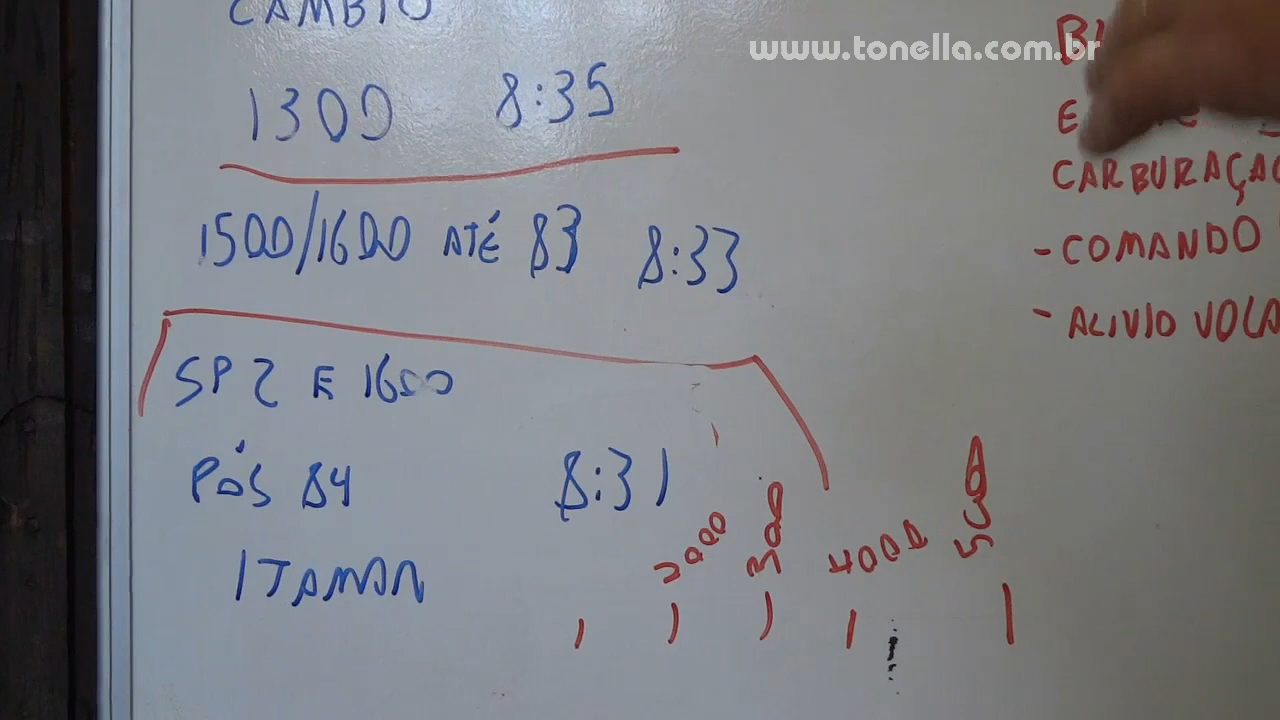 CÂMBIO
www.tonella.com.br
1300 8:35
CARBURAÇÃO
1500/1600 ATÉ 83 8:33
- COMANDO
- ALIVIO VOLA
SP2 E 1600
PÓS 84 8:31
ITAMAR
2000 3000 4000 5000